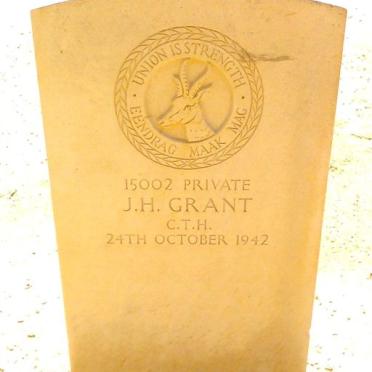 · UNION IS STRENGTH ·
EENDRAG MAAK MAG
15002 PRIVATE
J.H. GRANT
C.T.H.
24TH OCTOBER 1942